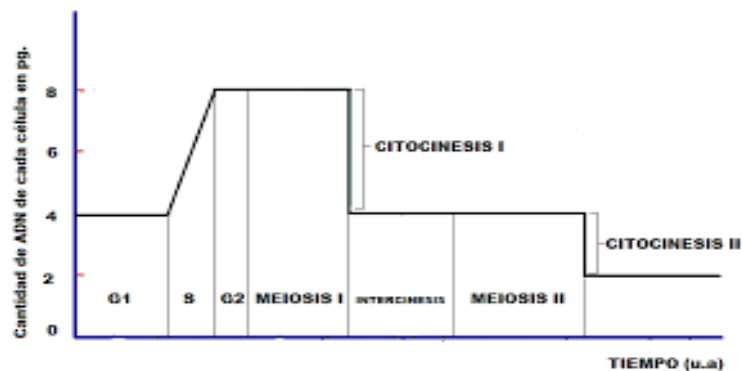 Cantidad de ADN de cada célula en pg.
8
6
4
2
0
CITOCINESIS I
CITOCINESIS II
G1 S G2 MEIOSIS I INTERCINESIS MEIOSIS II
TIEMPO (u.a)